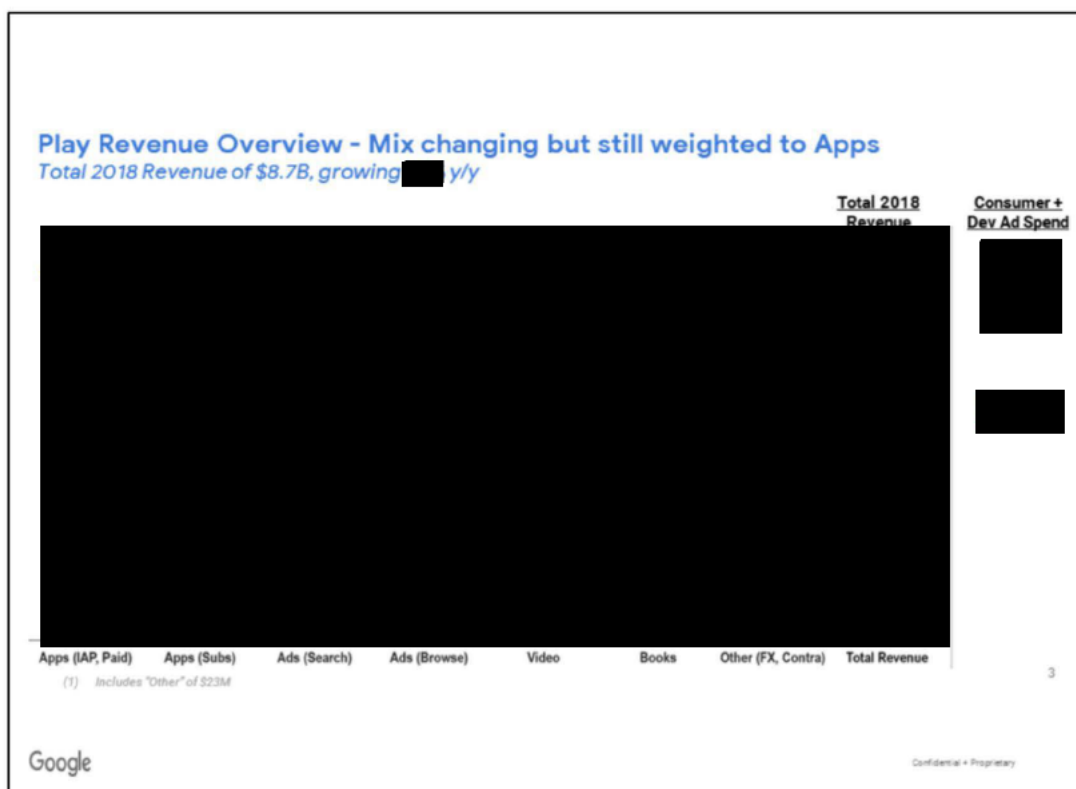 Play Revenue Overview - Mix changing but still weighted to Apps
Total 2018 Revenue of $8.7B, growing y/y
Total 2018
Revenue
Consumer +
Dev Ad Spend
Apps (IAP, Paid) Apps (Subs) Ads (Search) Ads (Browse) Video Books Other (FX, Contra) Total Revenue
(1) Includes "Other" of $23M
3
Google
Confidential + Proprietary